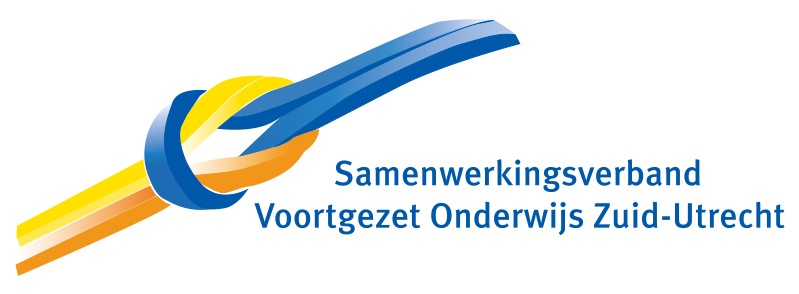 Samenwerkingsverband
Voortgezet Onderwijs Zuid-Utrecht